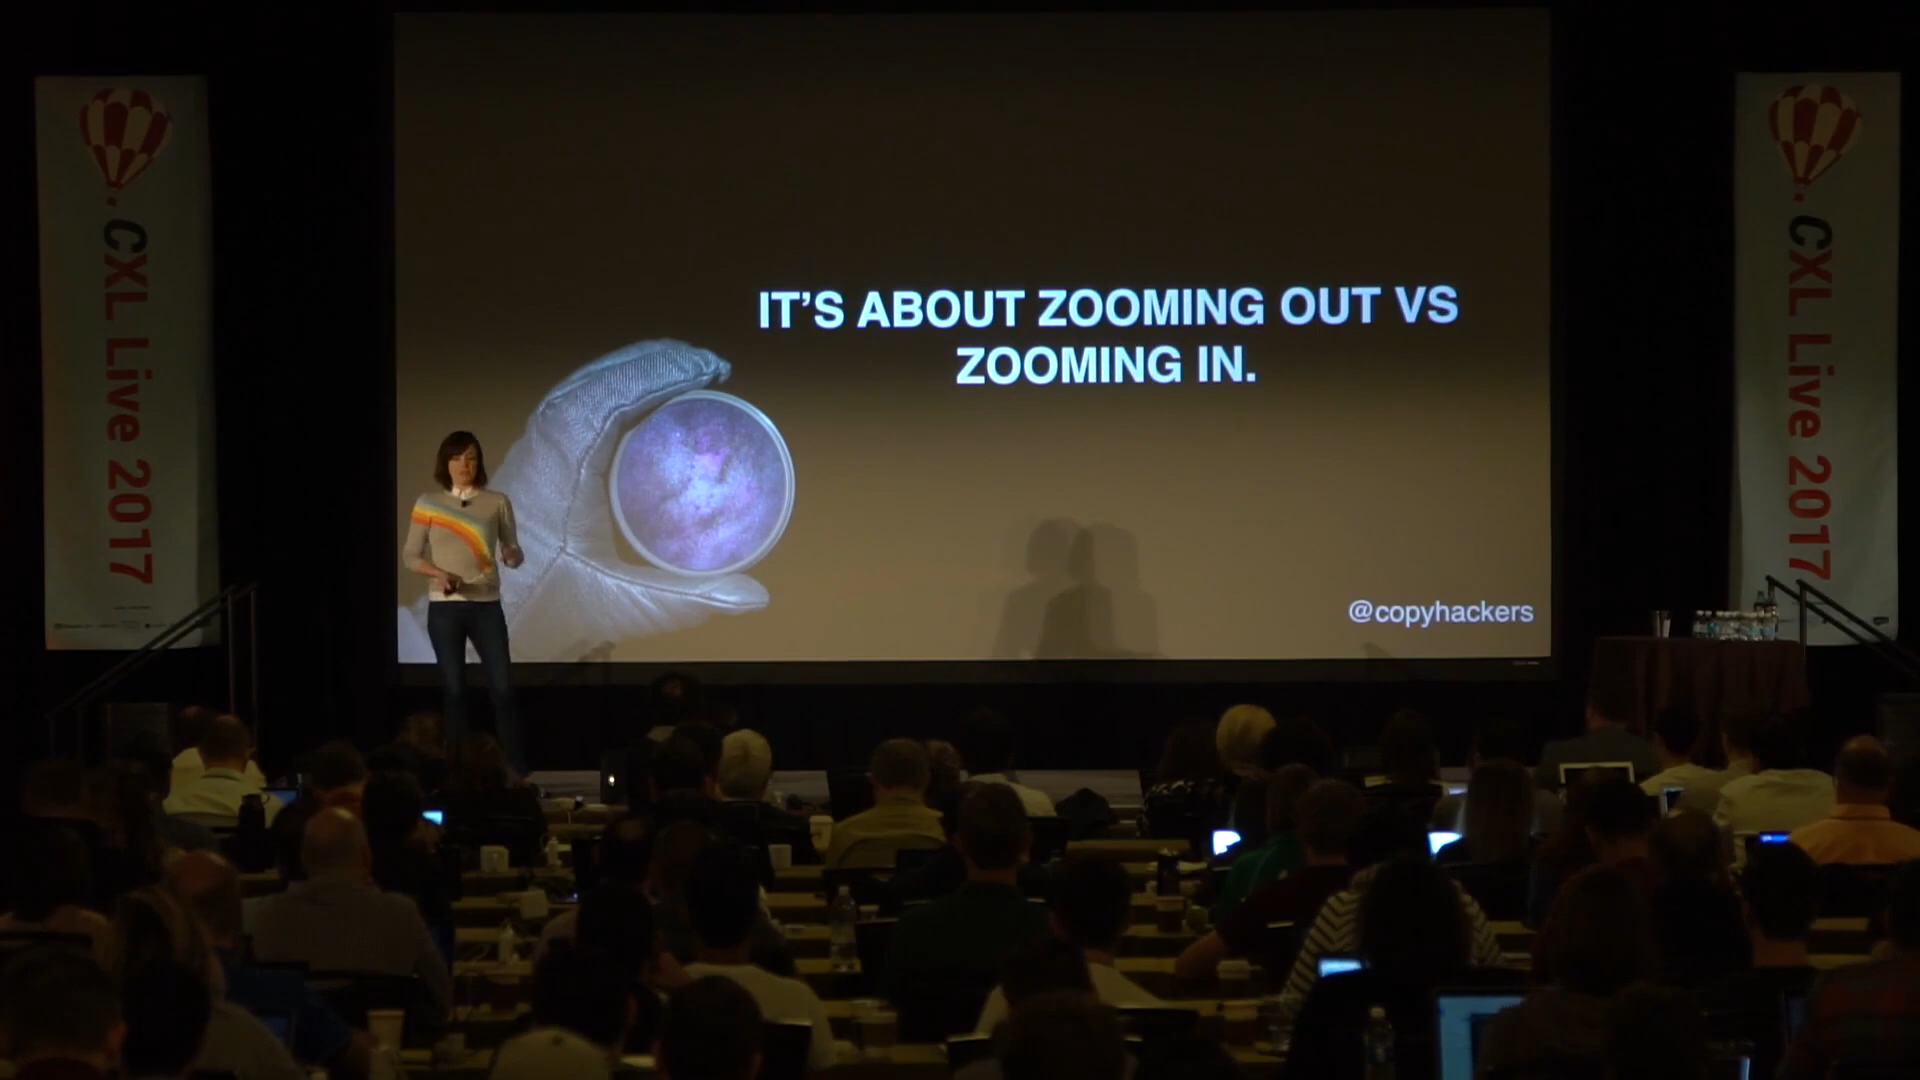 CXL Live 2017
IT'S ABOUT ZOOMING OUT VS
ZOOMING IN.
@copyhackers
CXL Live 2017